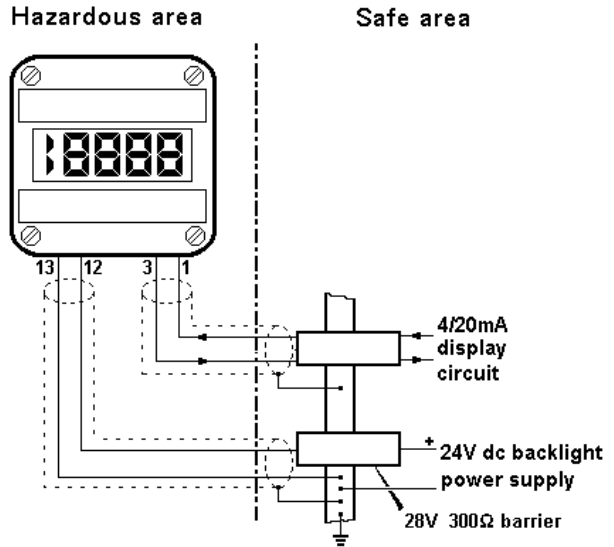 Hazardous area
Safe area
18888
13 12 3 1
4/20mA
display
circuit
+
24V dc backlight
power supply
28V 300Ω barrier